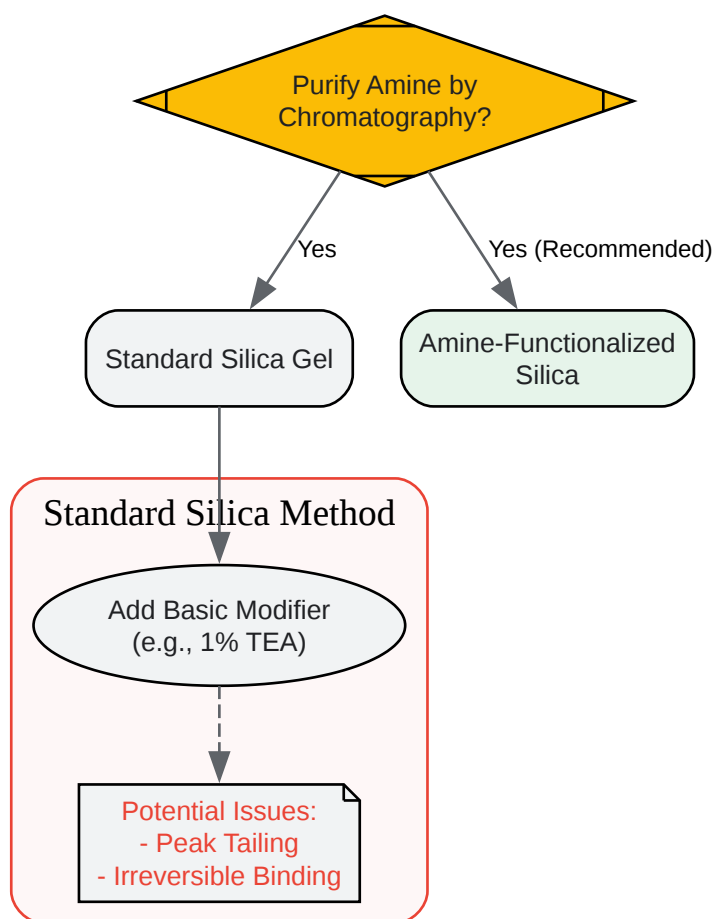 Purify Amine by
Chromatography?
Yes
Yes (Recommended)
Standard Silica Gel
Amine-Functionalized
Silica
Standard Silica Method
Add Basic Modifier
(e.g., 1% TEA)
Potential Issues:
- Peak Tailing
- Irreversible Binding